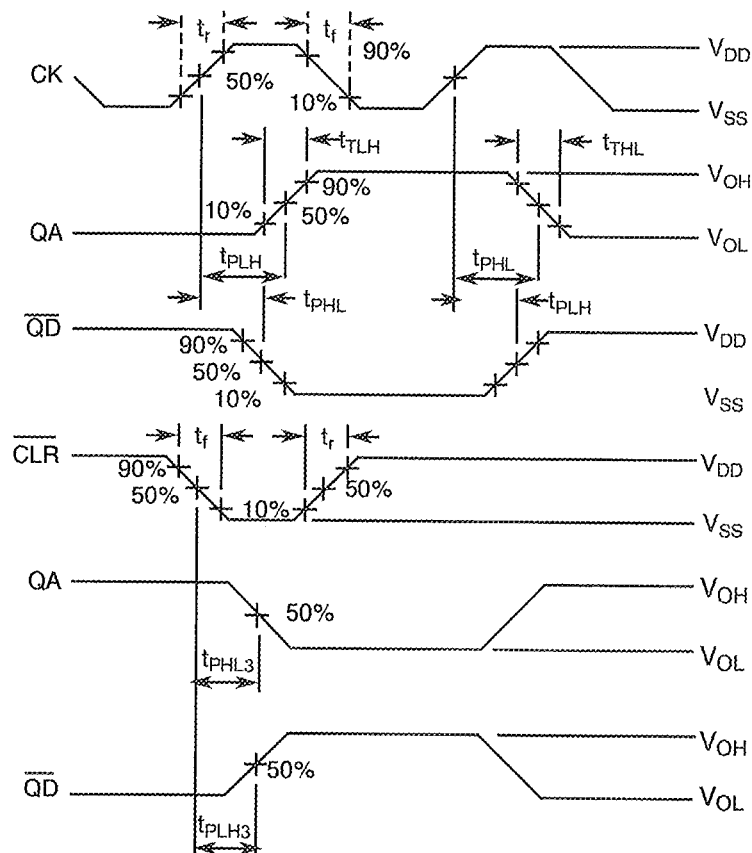 tr tf
90%
VDD
CK
50%
10%
VSS
tTLH
tTHL
90%
VOH
10%
50%
QA
VOL
tPLH
tPHL
tPHL
tPLH
QD
VDD
90%
50%
10%
VSS
tf tr
CLR
90%
VDD
50%
50%
10%
VSS
QA
VOH
50%
VOL
tPHL3
VOH
50%
QD
VOL
tPLH3